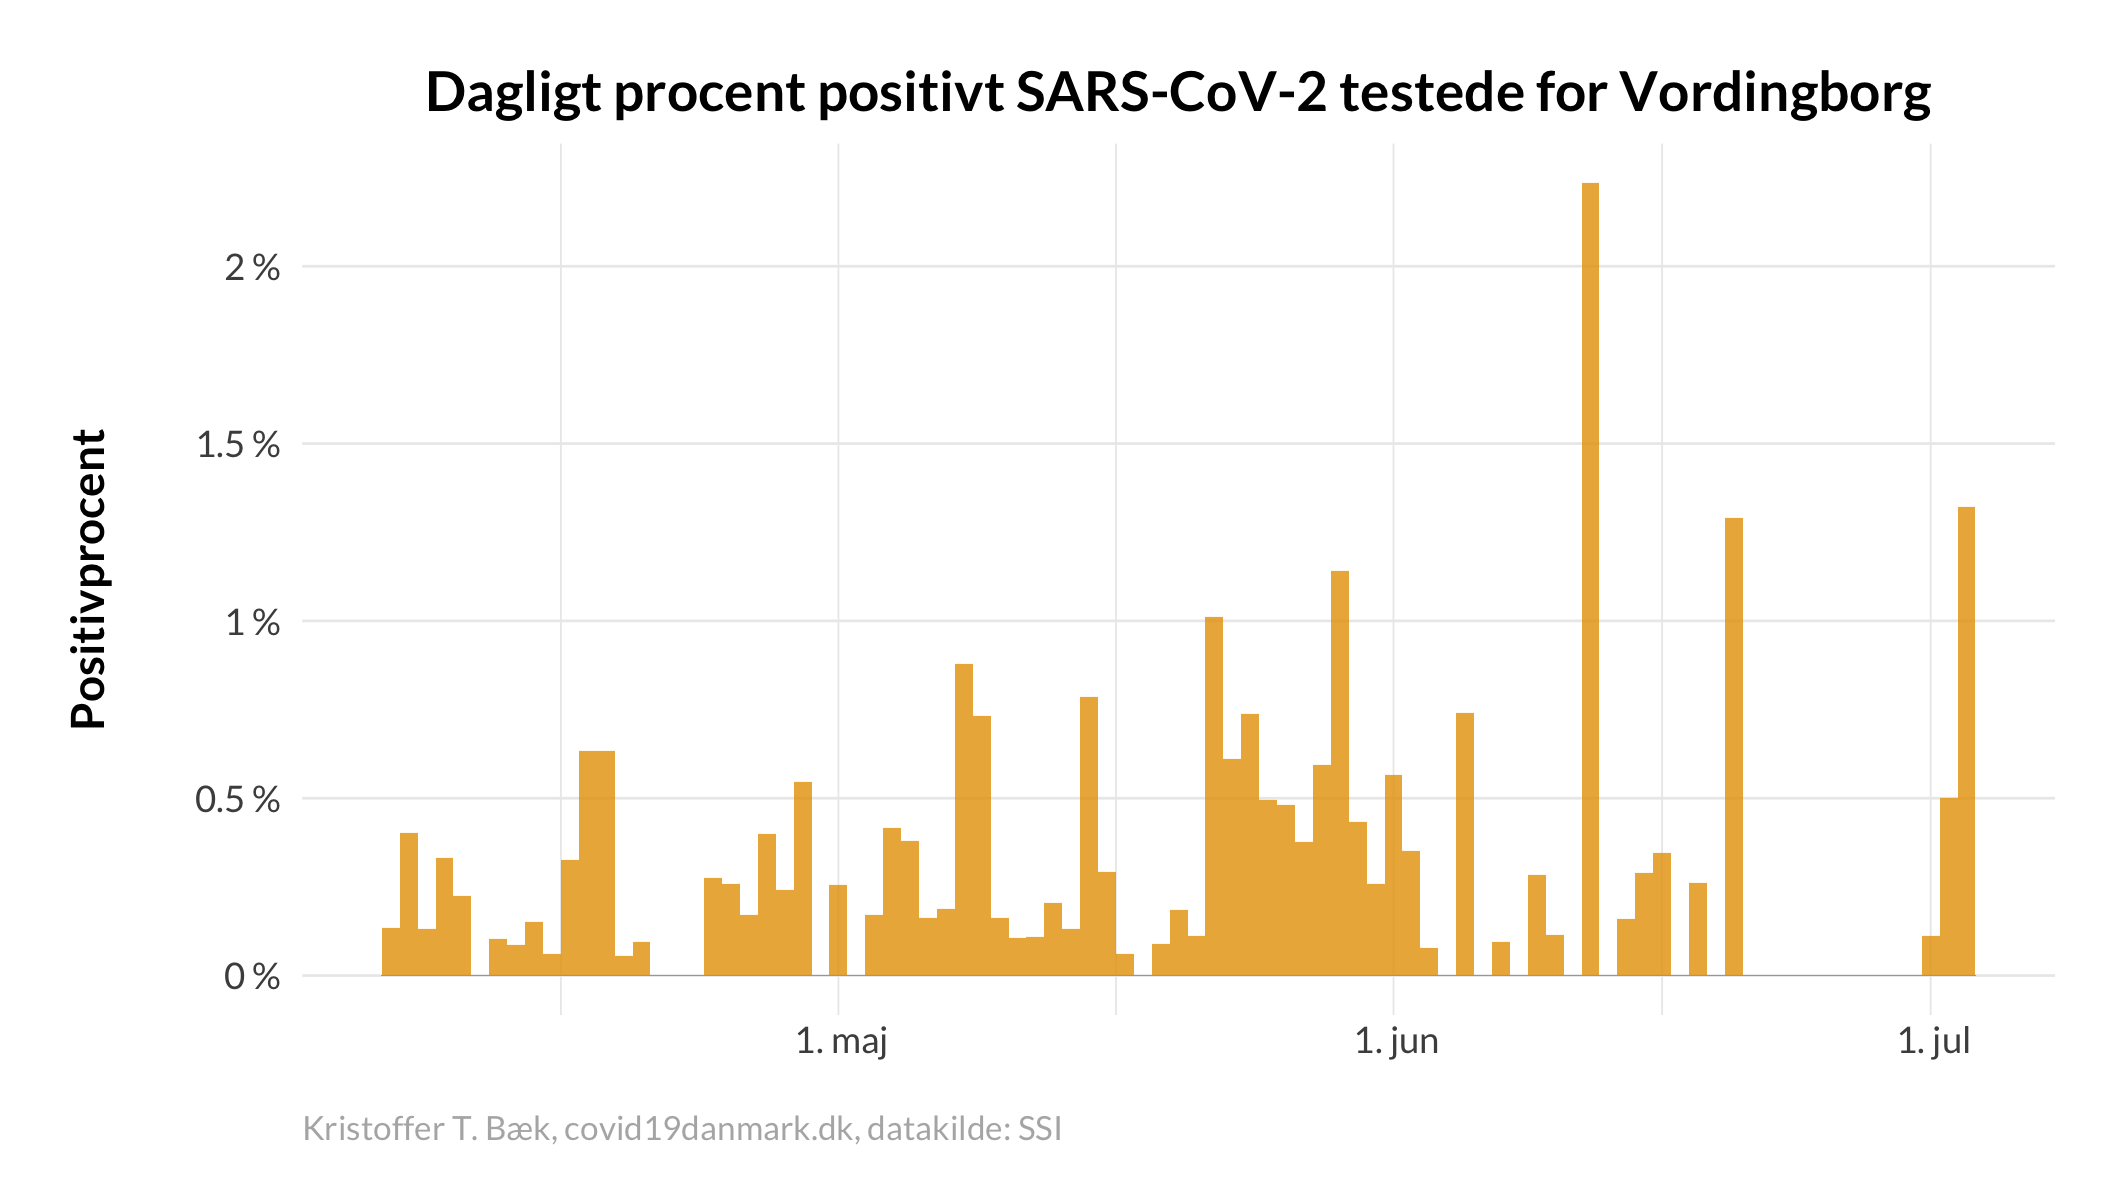 Dagligt procent positivt SARS-CoV-2 testede for Vordingborg
Positivprocent
2 %
1.5 %
1 %
0.5 %
0 %
1. maj
1. jun
1. jul
Kristoffer T. Bæk, covid19danmark.dk, datakilde: SSI